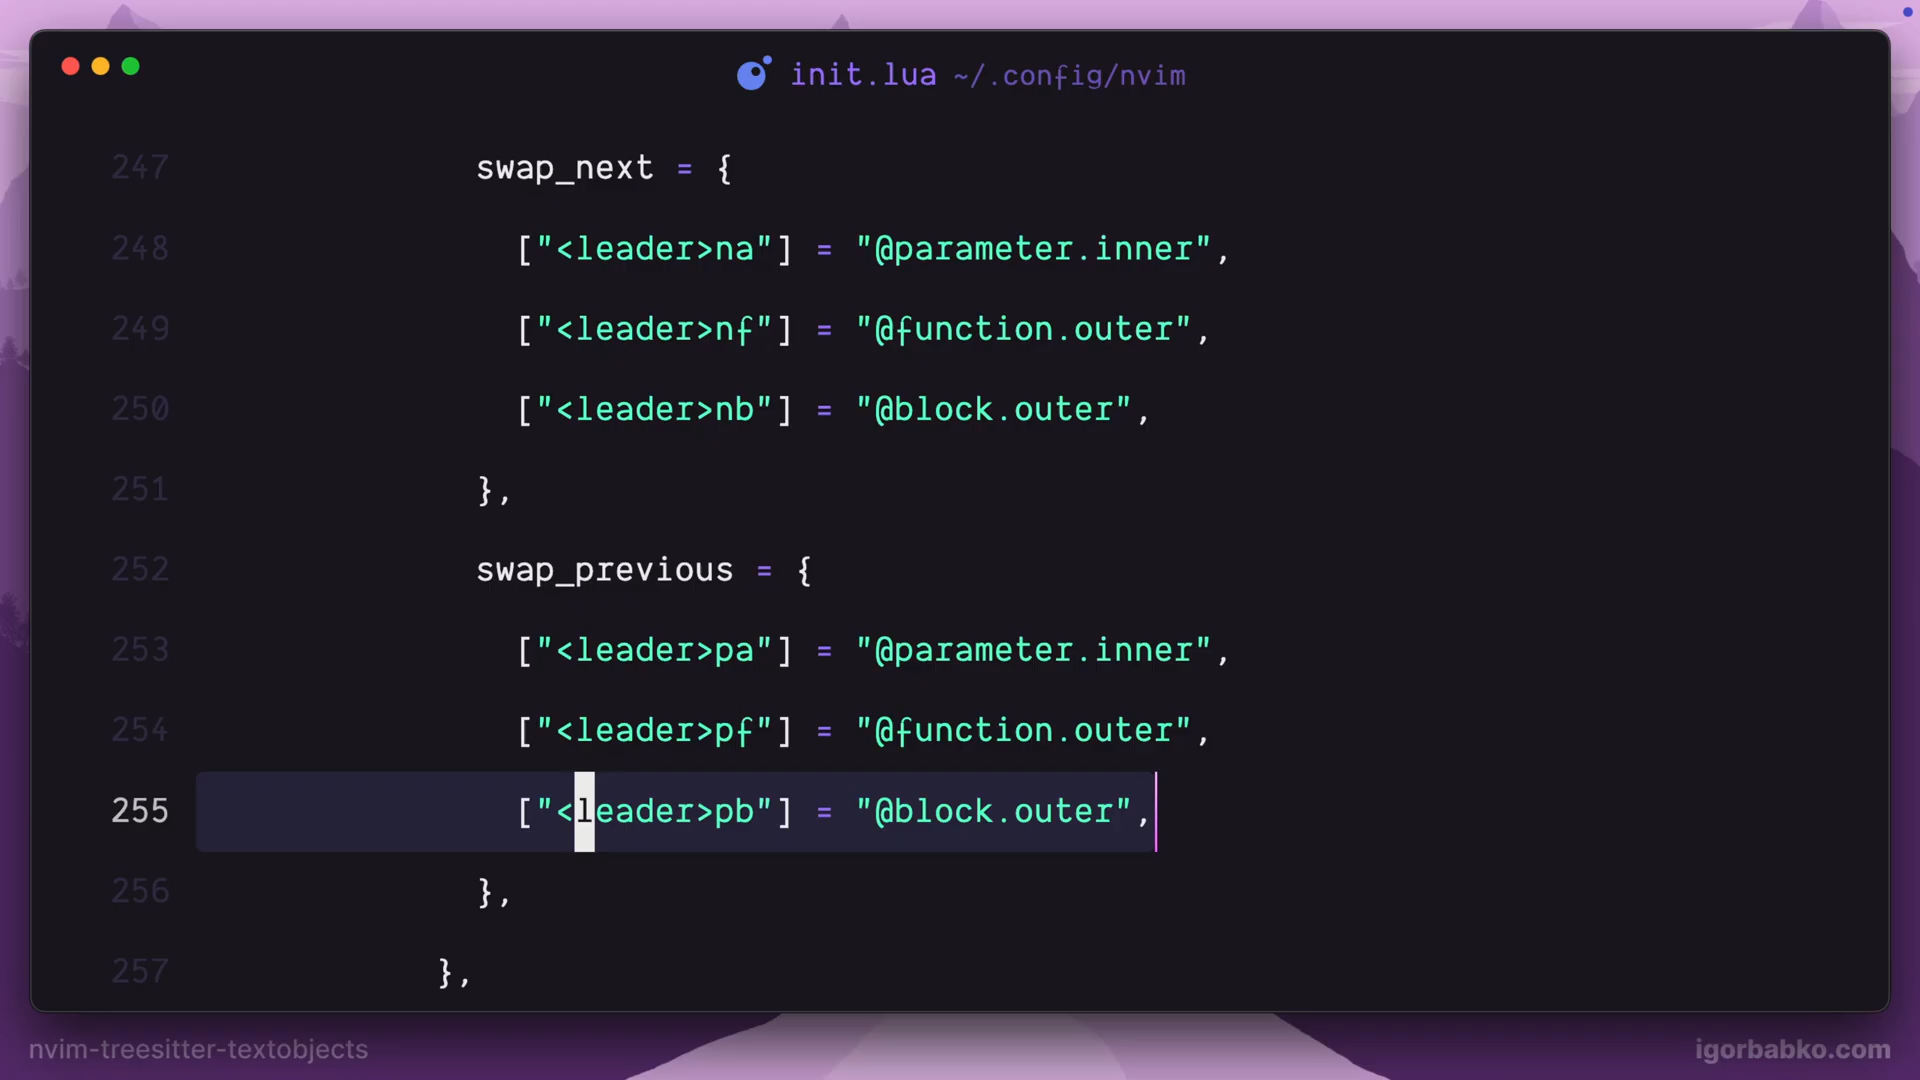 init.lua ~/.config/nvim
247 swap_next = {
248 ["<leader>na"] = "@parameter.inner",
249 ["<leader>nf"] = "@function.outer",
250 ["<leader>nb"] = "@block.outer",
251 },
252 swap_previous = {
253 ["<leader>pa"] = "@parameter.inner",
254 ["<leader>pf"] = "@function.outer",
255 ["<leader>pb"] = "@block.outer",
256 },
257 },
nvim-treesitter-textobjects
igorbabko.com